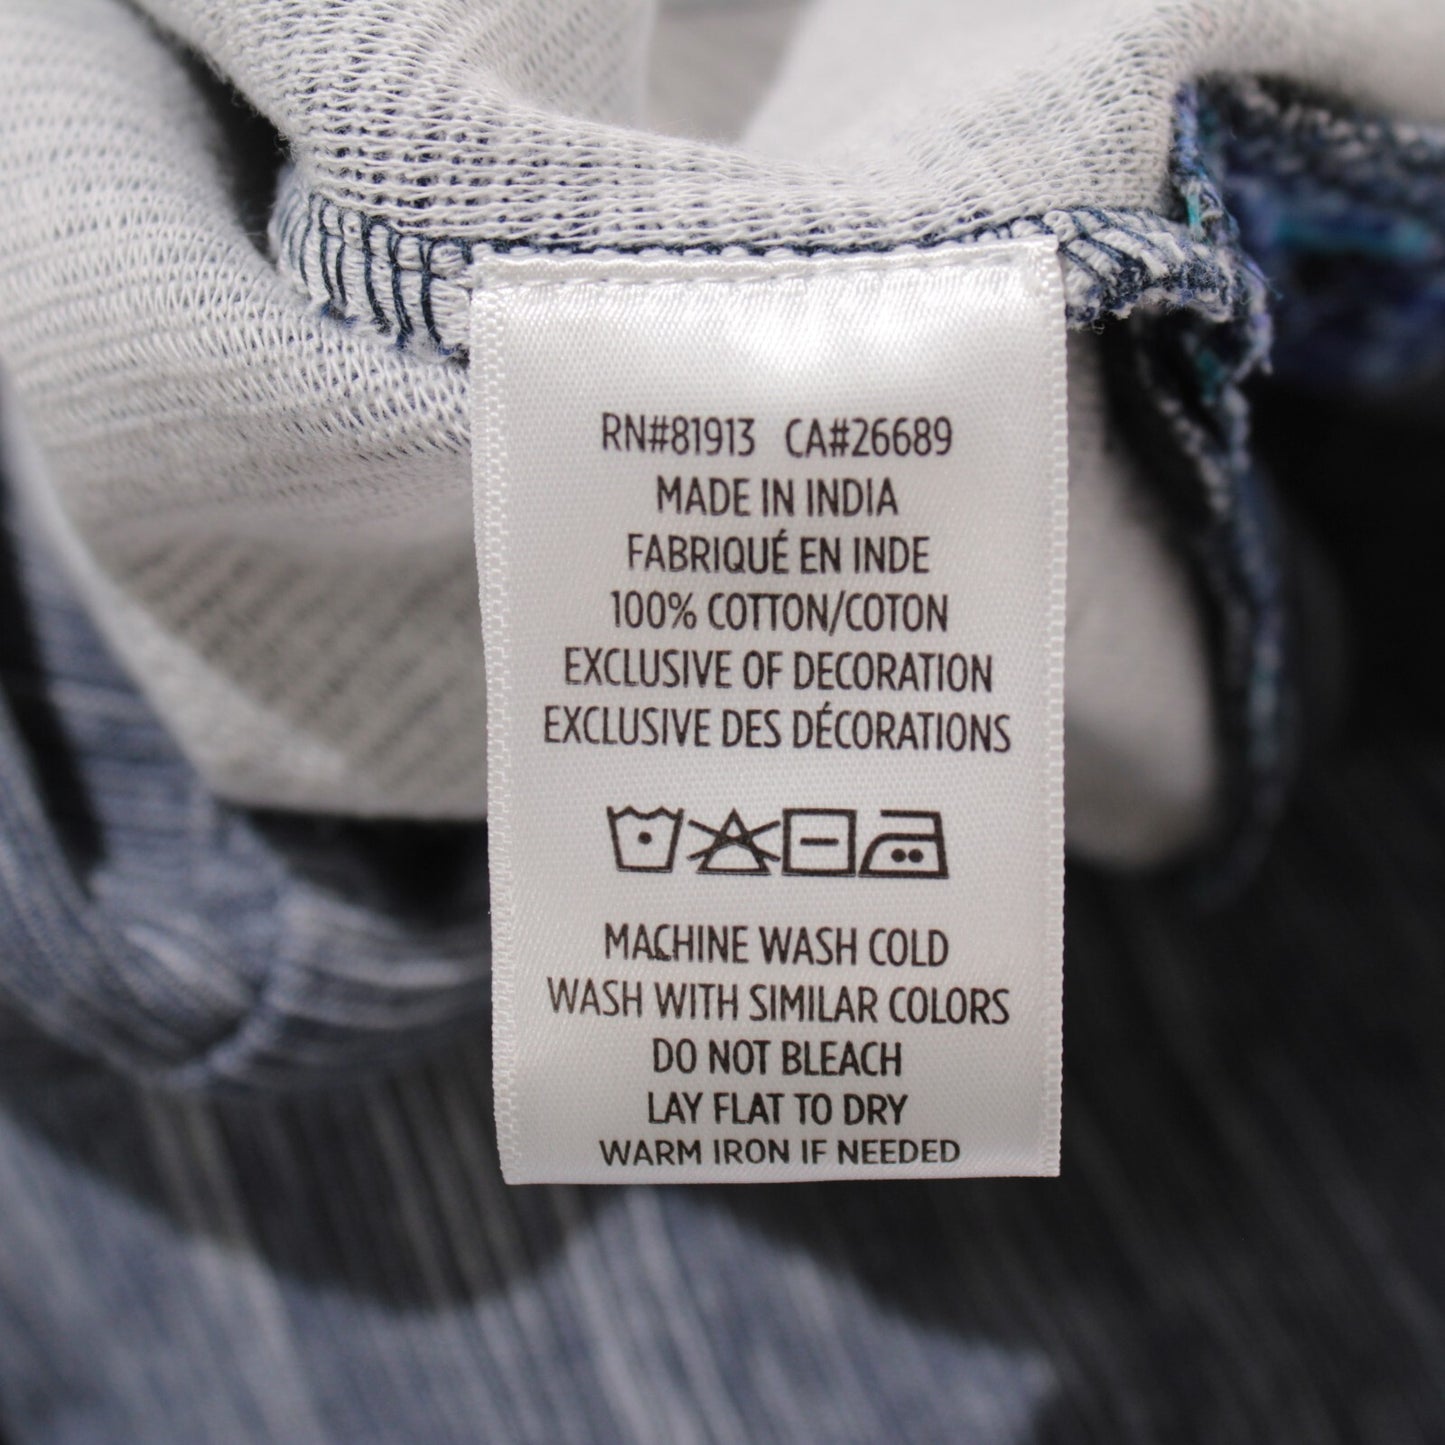 RN#81913 CA#26689
MADE IN INDIA
FABRIQUÉ EN INDE
100% COTTON/COTON
EXCLUSIVE OF DECORATION
EXCLUSIVE DES DÉCORATIONS
MACHINE WASH COLD
WASH WITH SIMILAR COLORS
DO NOT BLEACH
LAY FLAT TO DRY
WARM IRON IF NEEDED